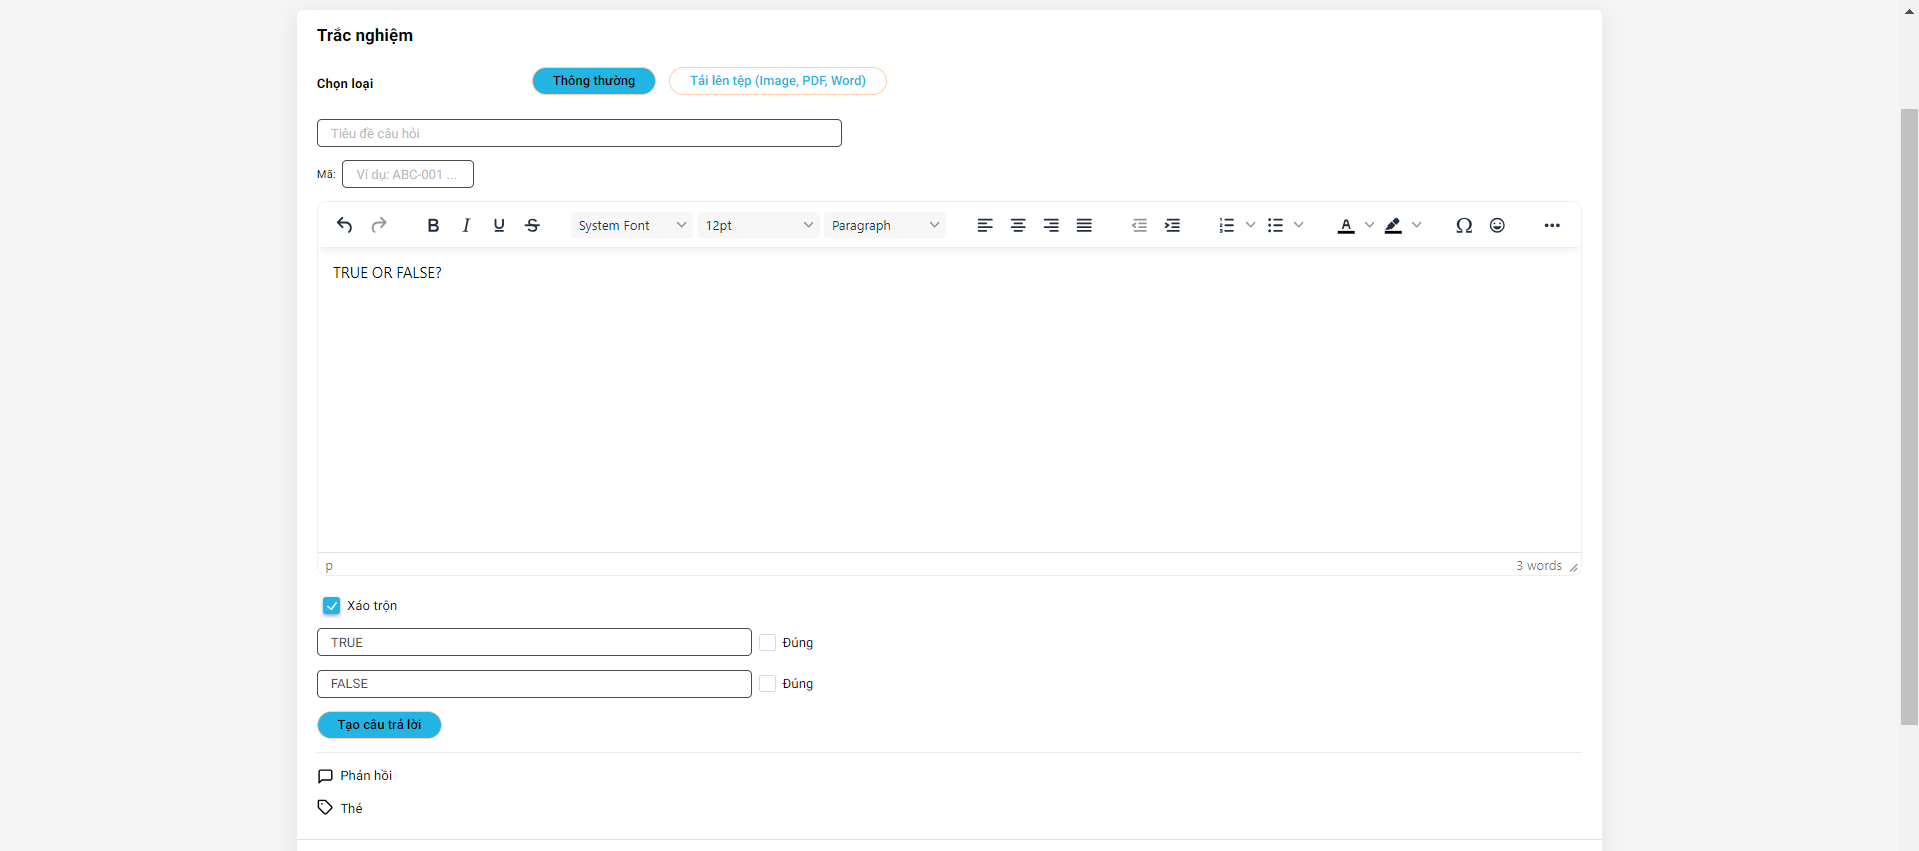 Trắc nghiệm
Chọn loại
Thông thường
Tải lên tệp (Image, PDF, Word)
Tiêu đề câu hỏi
Mã:
Ví dụ: ABC-001 ...
System Font
12pt
Paragraph
TRUE OR FALSE?
p
3 words
Xáo trộn
TRUE
Đúng
FALSE
Đúng
Tạo câu trả lời
Phản hồi
Thẻ